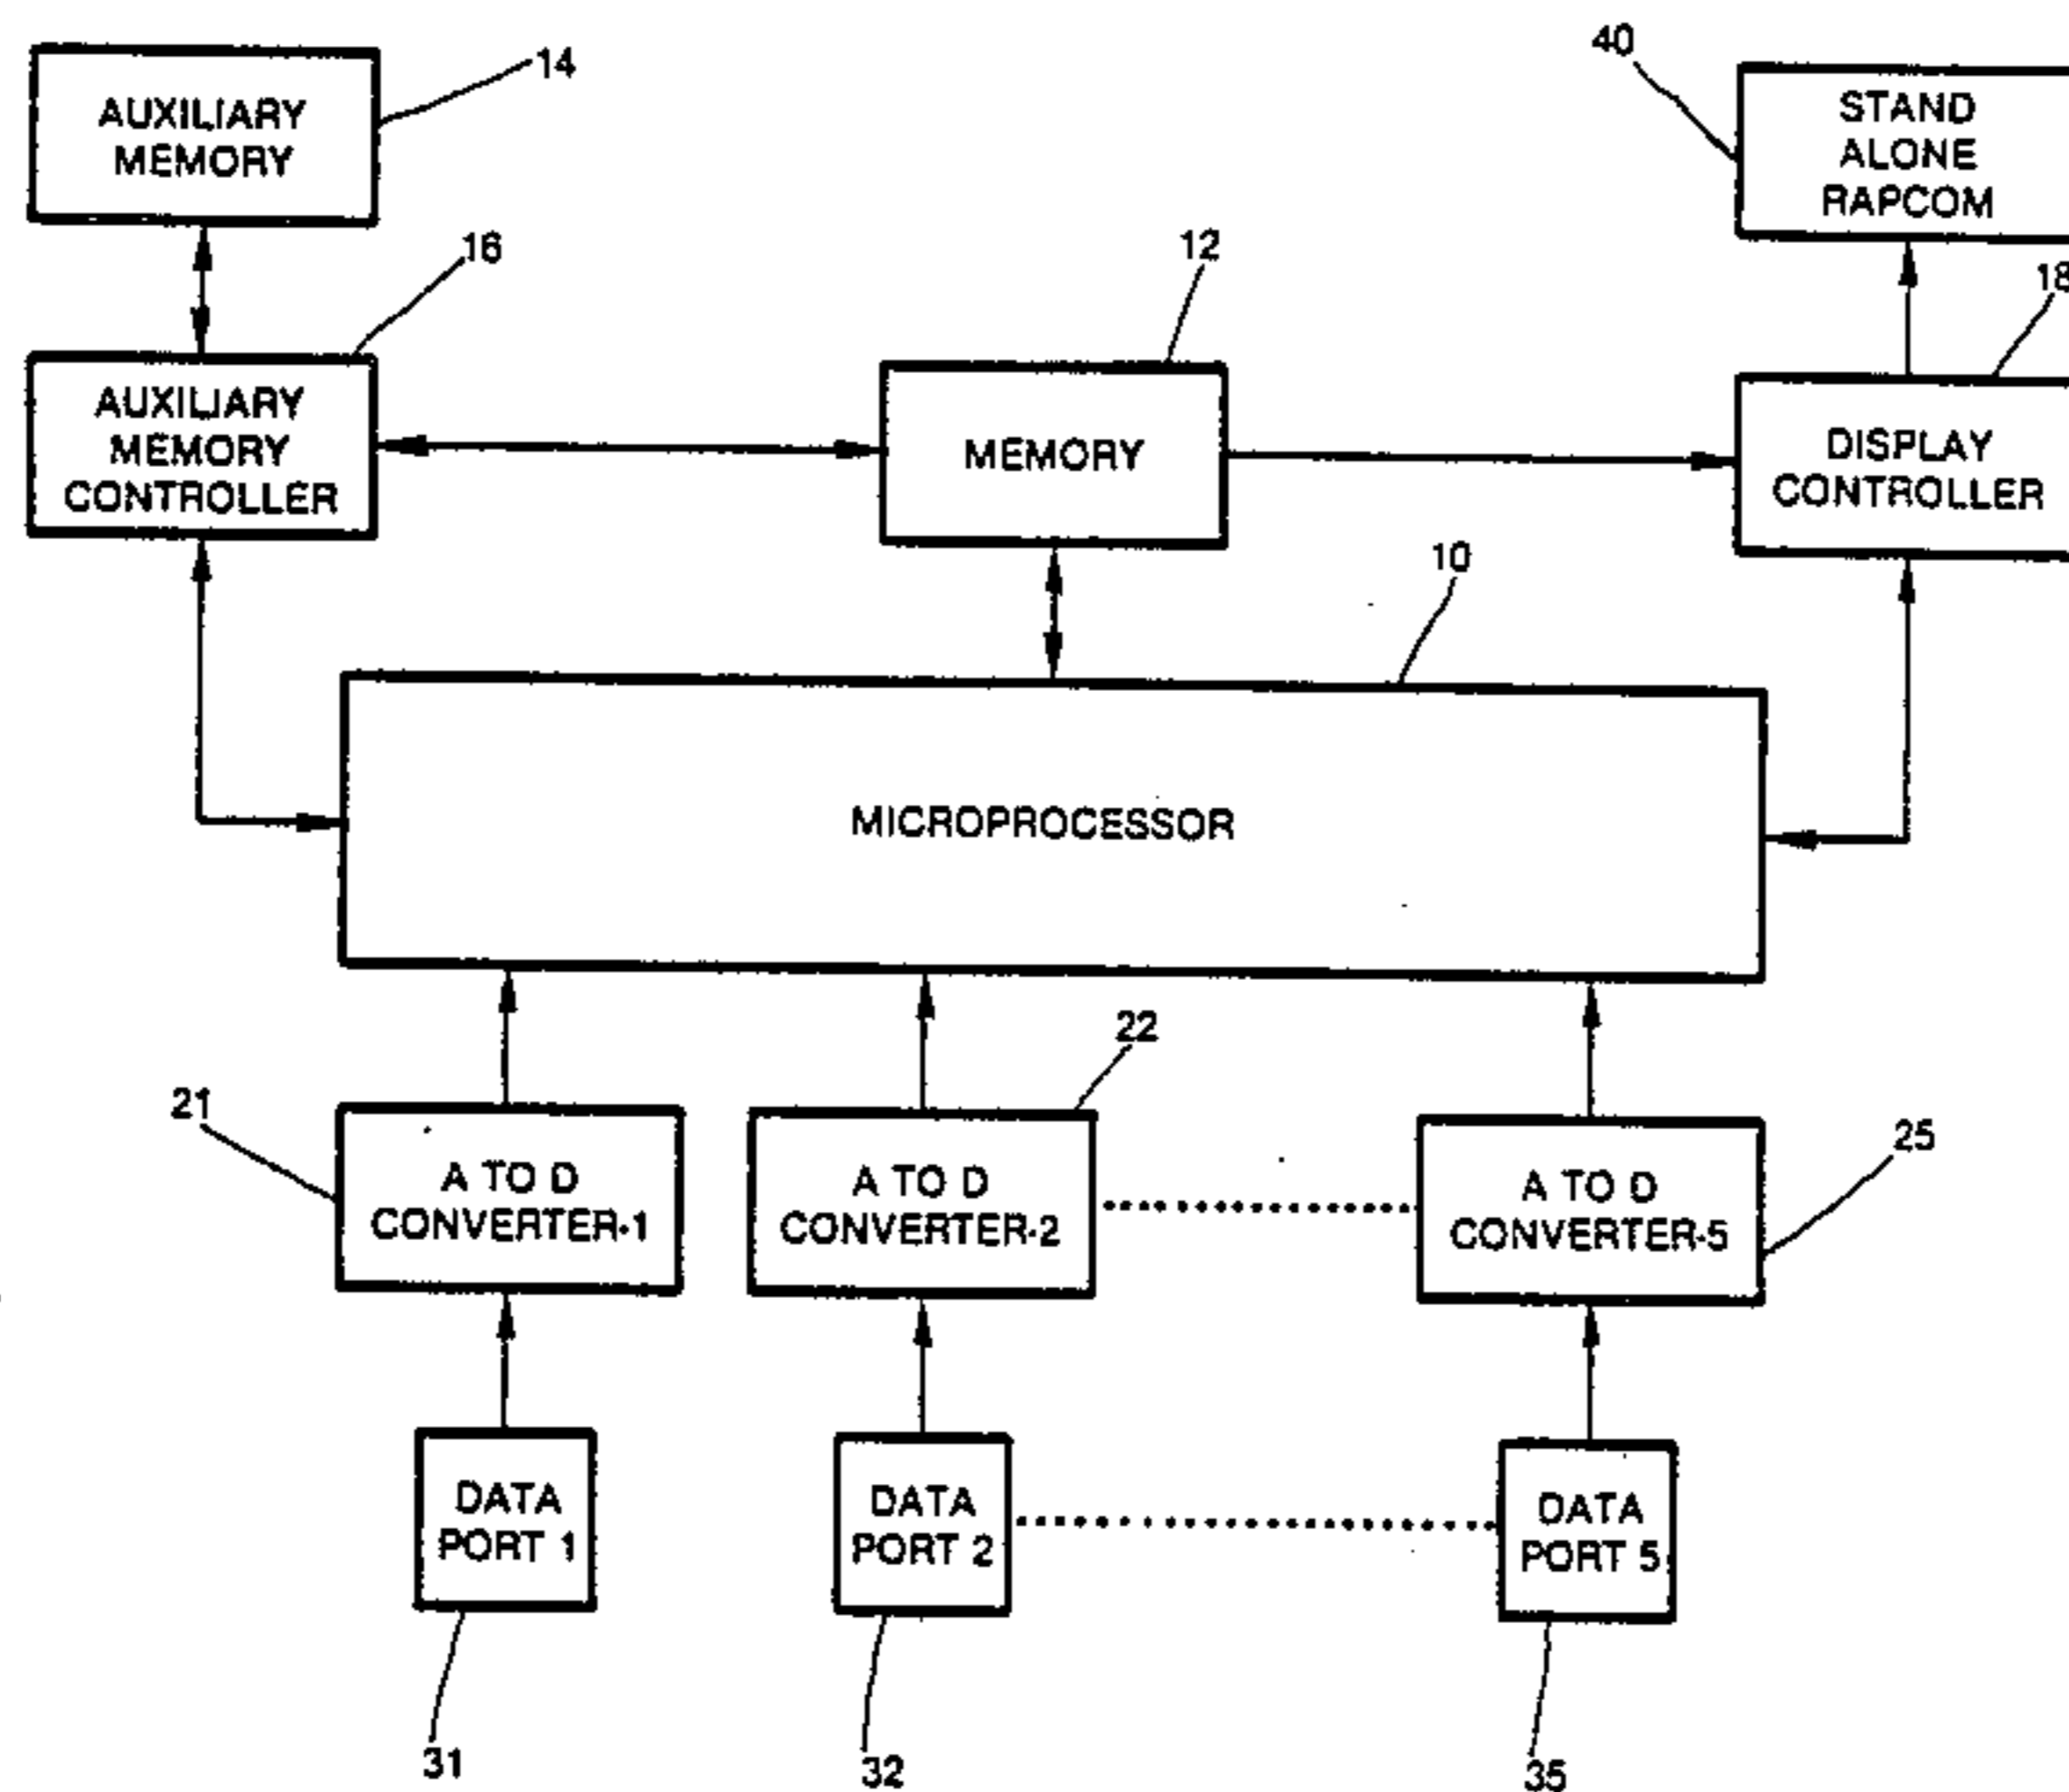 14
40
AUXILIARY
MEMORY
STAND
ALONE
RAPCOM
16
12
18
AUXILIARY
MEMORY
CONTROLLER
MEMORY
DISPLAY
CONTROLLER
10
MICROPROCESSOR
22
21
25
A TO D
CONVERTER-1
A TO D
CONVERTER-2
A TO D
CONVERTER-5
DATA
PORT 1
DATA
PORT 2
DATA
PORT 5
31
32
35